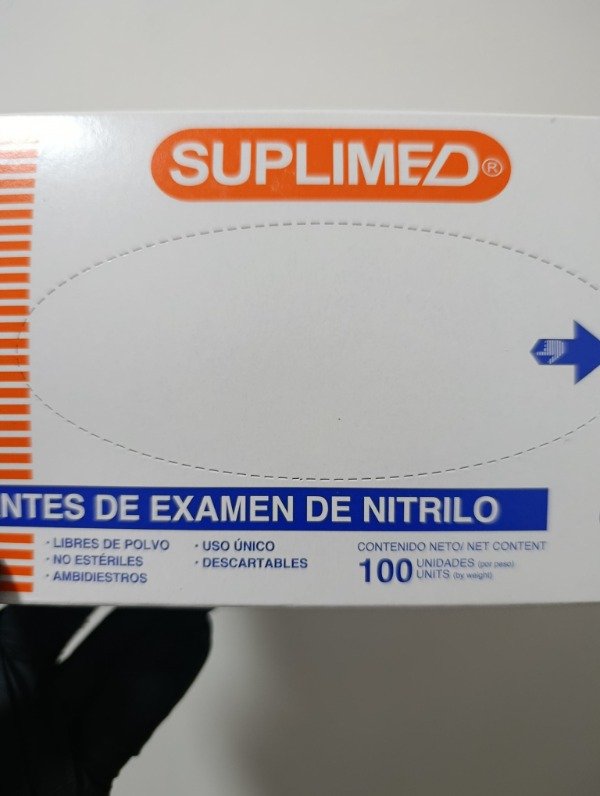 SUPLIMED®
NTES DE EXAMEN DE NITRILO
· LIBRES DE POLVO
· NO ESTÉRILES
· AMBIDIESTROS
· USO ÚNICO
· DESCARTABLES
CONTENIDO NETO/ NET CONTENT
100 UNIDADES (por peso)
UNITS (by weight)